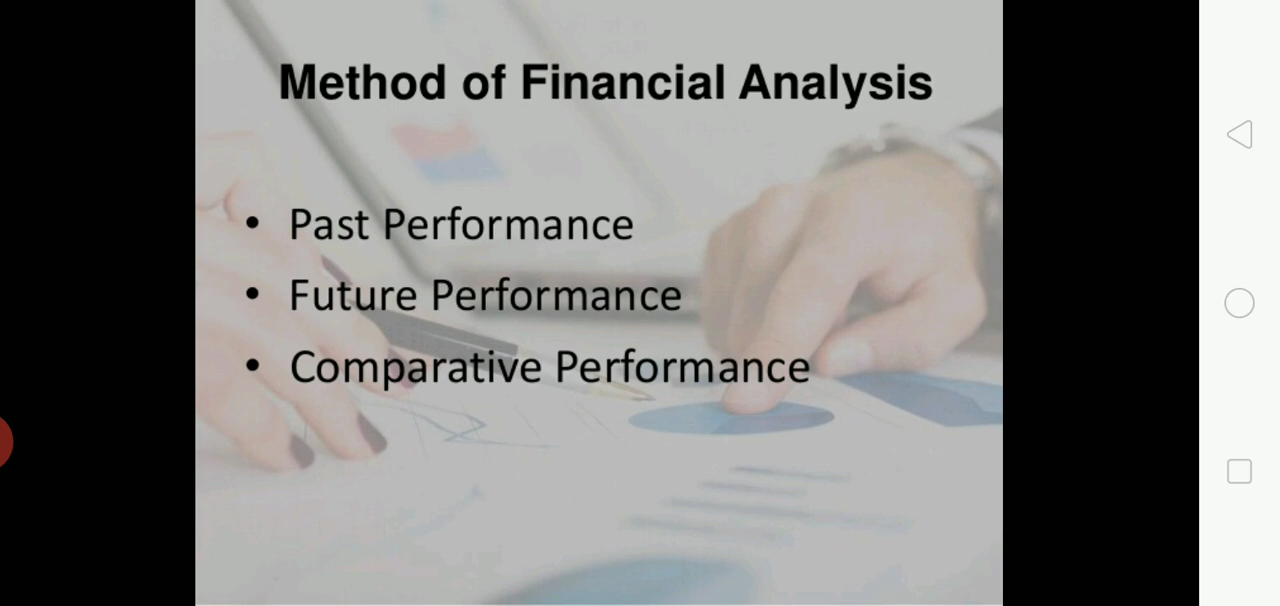 Method of Financial Analysis
• Past Performance
• Future Performance
• Comparative Performance